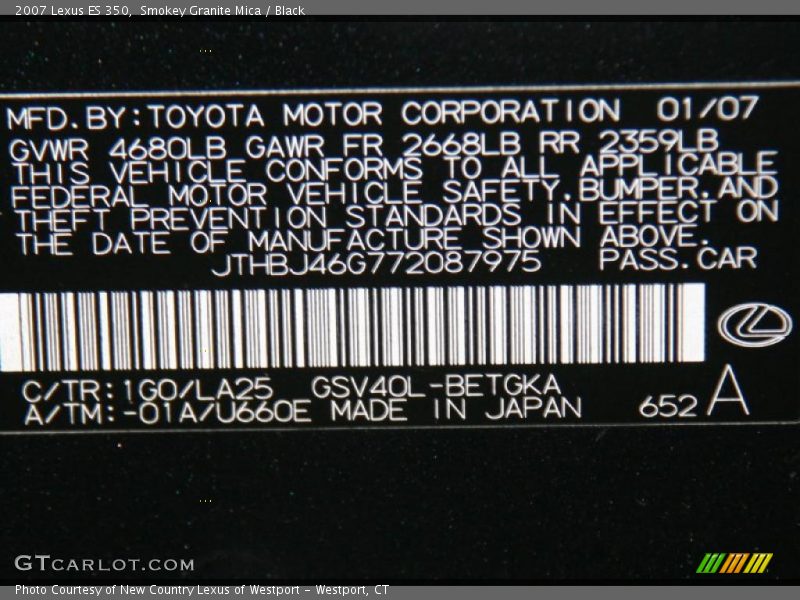 2007 Lexus ES 350, Smokey Granite Mica / Black
MFD.BY:TOYOTA MOTOR CORPORATION 01/07
GVWR 4680LB GAWR FR 2668LB RR 2359LB
THIS VEHICLE CONFORMS TO ALL APPLICABLE
FEDERAL MOTOR VEHICLE SAFETY.BUMPER.AND
THEFT PREVENTION STANDARDS IN EFFECT ON
THE DATE OF MANUFACTURE SHOWN ABOVE.
JTHBJ46G772087975 PASS.CAR
C/TR:1G0/LA25 GSV40L-BETGKA
A/TM:-01A/U660E MADE IN JAPAN 652 A
GTCARLOT.COM
Photo Courtesy of New Country Lexus of Westport - Westport, CT